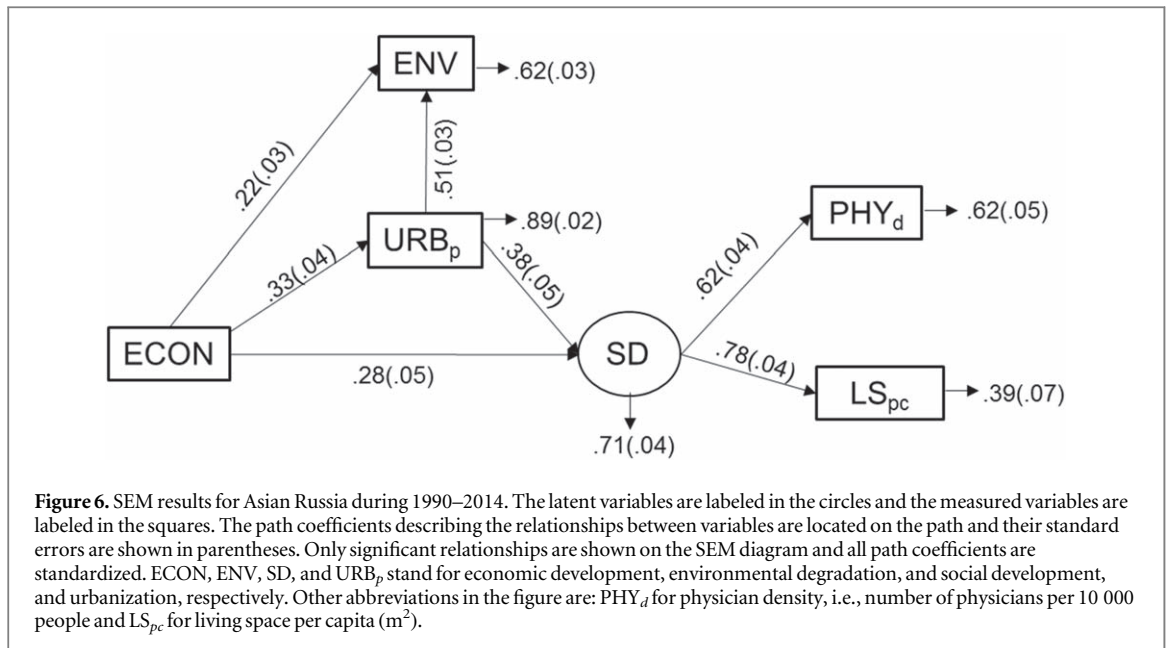 ENV
.62(.03)
.22(.03)
.51(.03)
URBp
.89(.02)
.33(.04)
.38(.05)
ECON
.28(.05)
SD
.71(.04)
.62(.04)
PHYd
.62(.05)
.78(.04)
LSpc
.39(.07)
Figure 6. SEM results for Asian Russia during 1990–2014. The latent variables are labeled in the circles and the measured variables are
labeled in the squares. The path coefficients describing the relationships between variables are located on the path and their standard
errors are shown in parentheses. Only significant relationships are shown on the SEM diagram and all path coefficients are
standardized. ECON, ENV, SD, and URBp stand for economic development, environmental degradation, and social development,
and urbanization, respectively. Other abbreviations in the figure are: PHYd for physician density, i.e., number of physicians per 10 000
people and LSpc for living space per capita (m²).